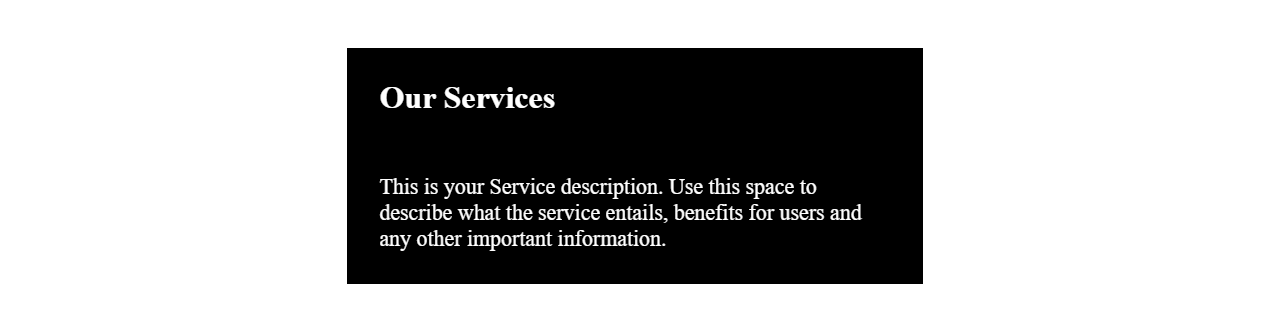 Our Services
This is your Service description. Use this space to
describe what the service entails, benefits for users and
any other important information.